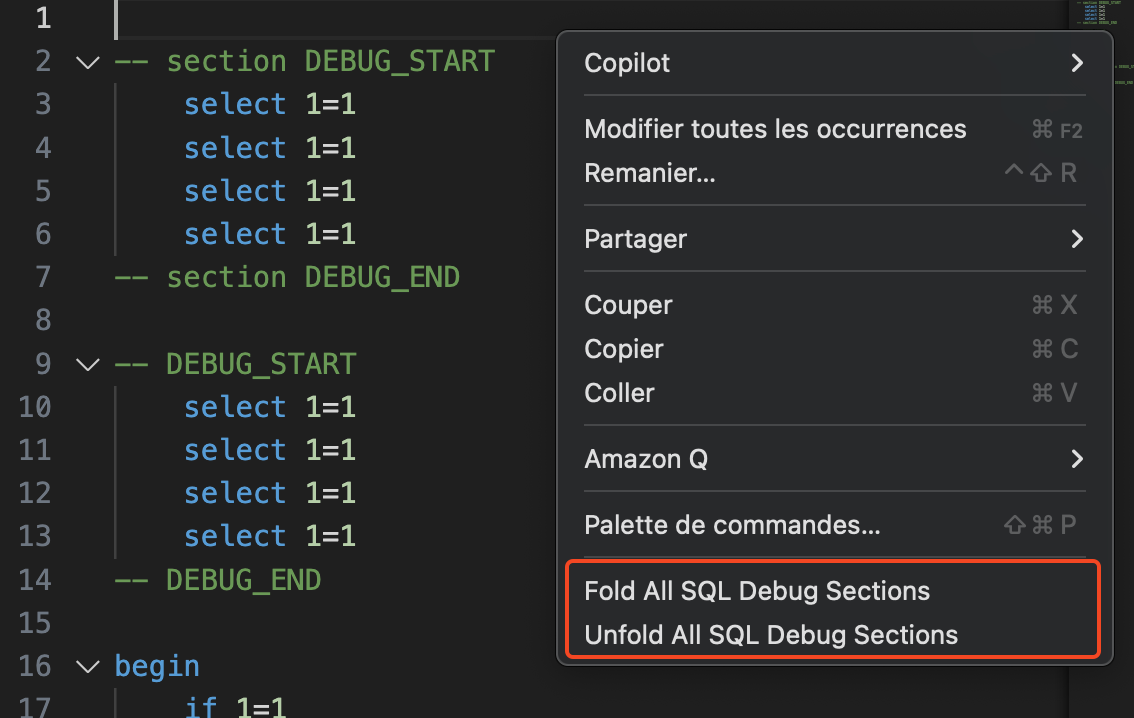 1
2 -- section DEBUG_START
3 select 1=1
4 select 1=1
5 select 1=1
6 select 1=1
7 -- section DEBUG_END
8
9 -- DEBUG_START
10 select 1=1
11 select 1=1
12 select 1=1
13 select 1=1
14 -- DEBUG_END
15
16 begin
17 if 1=1
Copilot
Modifier toutes les occurrences ⌘ F2
Remanier... ^⇧ R
Partager
Couper ⌘ X
Copier ⌘ C
Coller ⌘ V
Amazon Q
Palette de commandes... ⇧⌘ P
Fold All SQL Debug Sections
Unfold All SQL Debug Sections